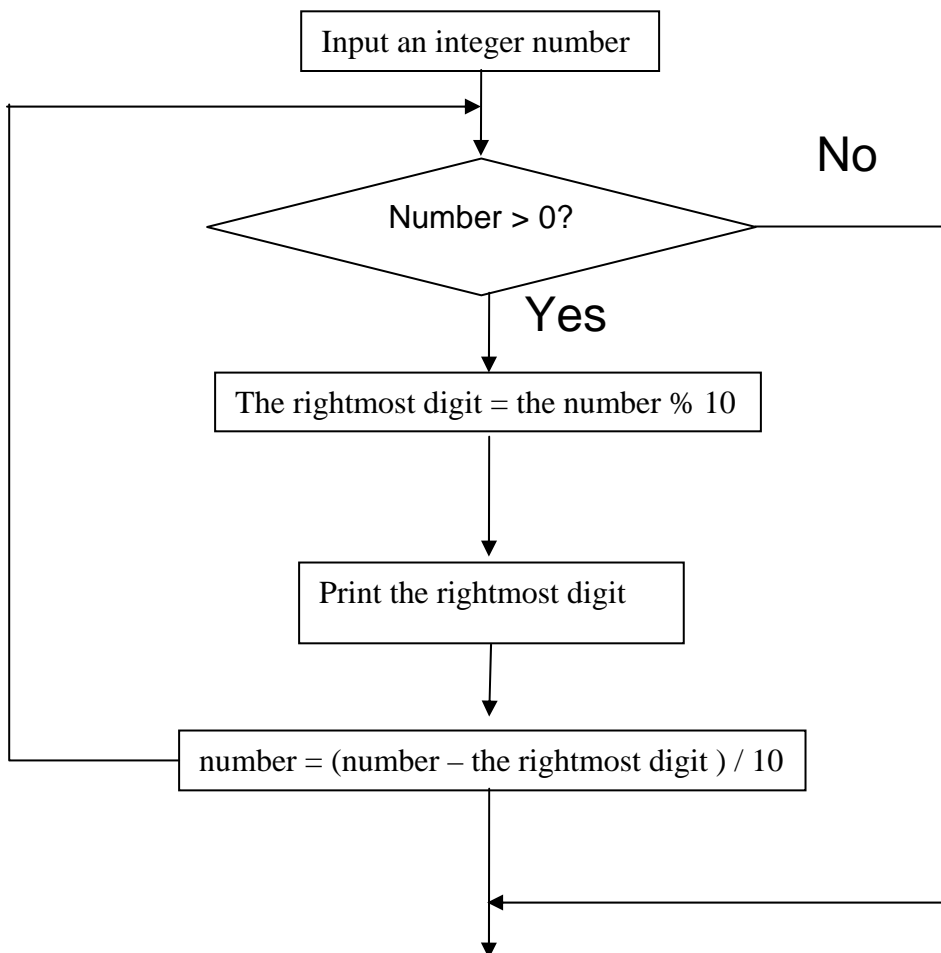 Input an integer number
No
Number > 0?
Yes
The rightmost digit = the number % 10
Print the rightmost digit
number = (number – the rightmost digit ) / 10